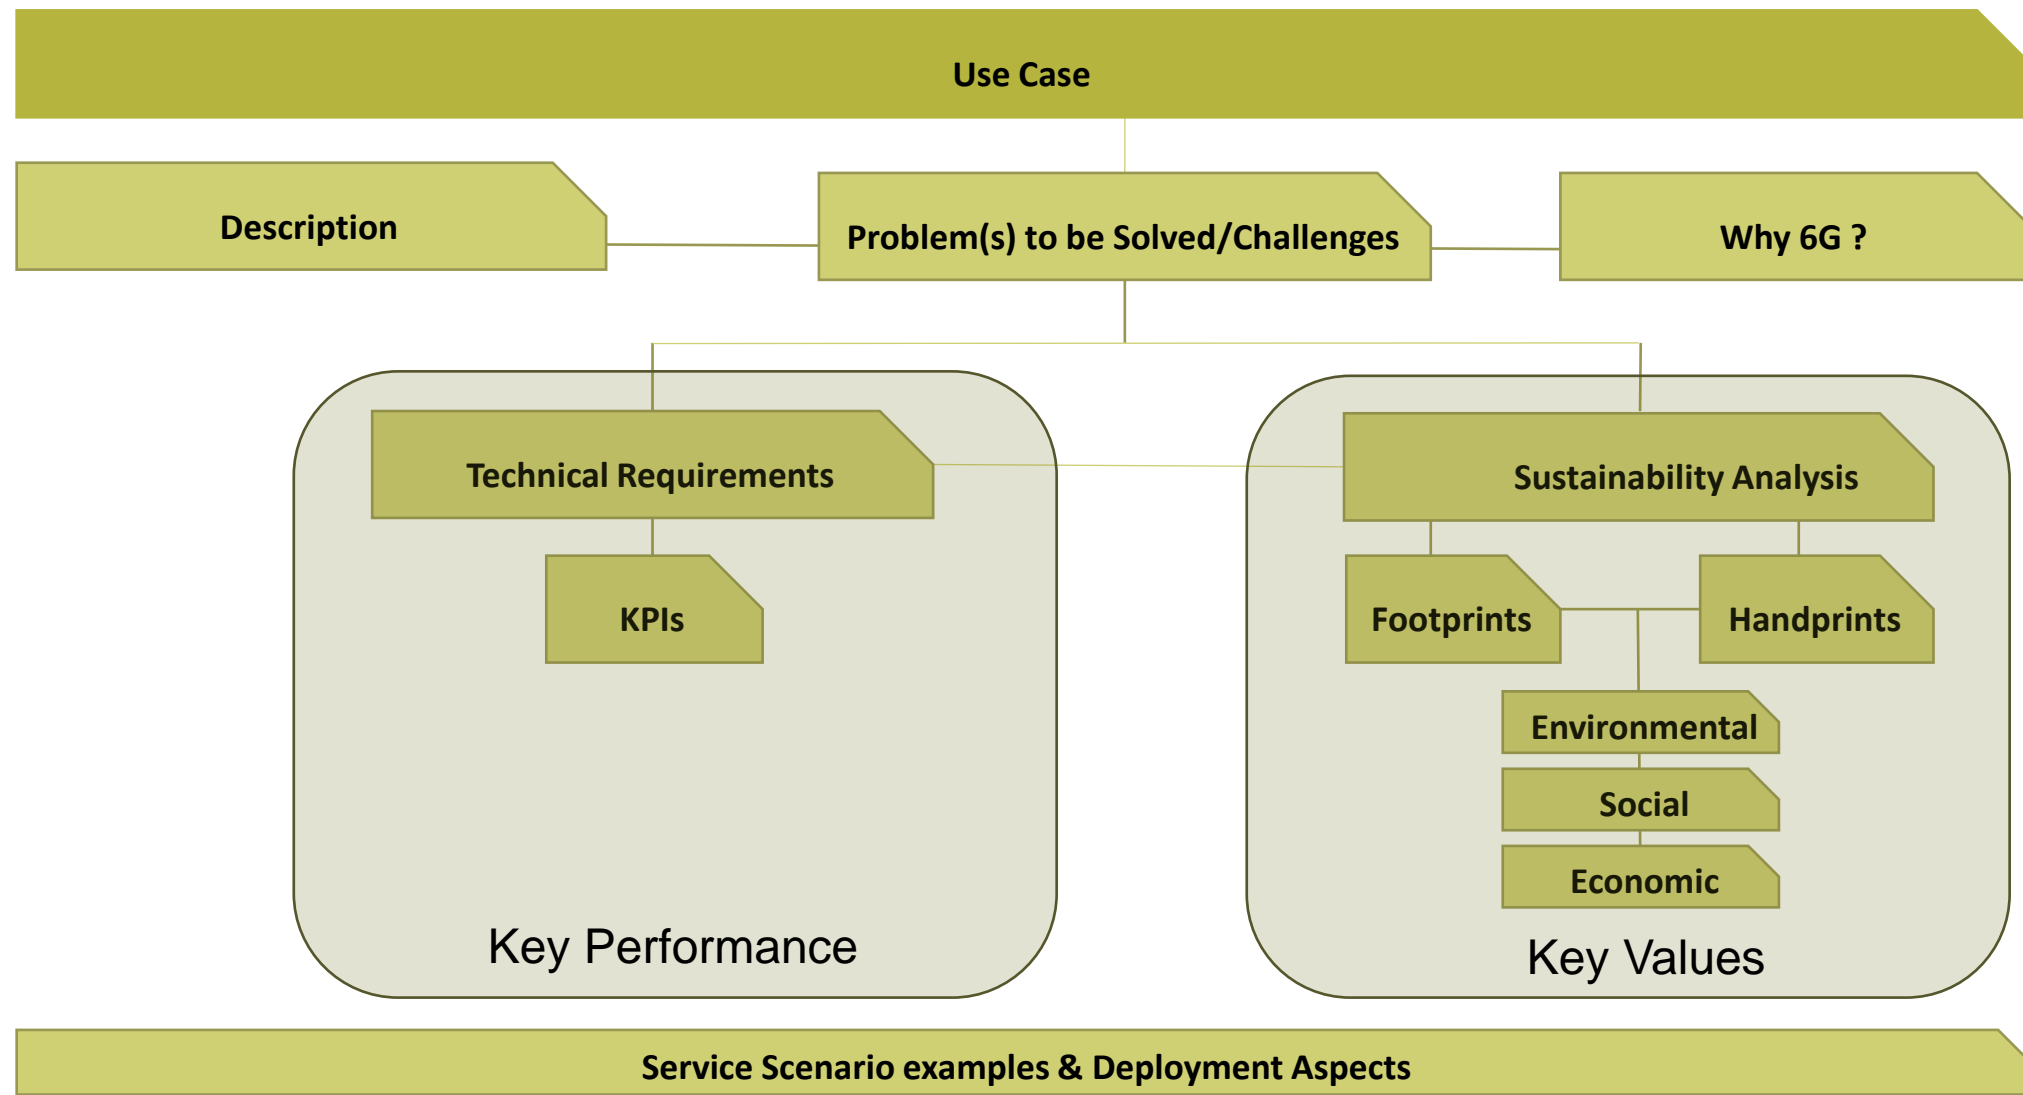 Use Case
Description
Problem(s) to be Solved/Challenges
Why 6G ?
Technical Requirements
KPIs
Key Performance
Sustainability Analysis
Footprints
Handprints
Environmental
Social
Economic
Key Values
Service Scenario examples & Deployment Aspects